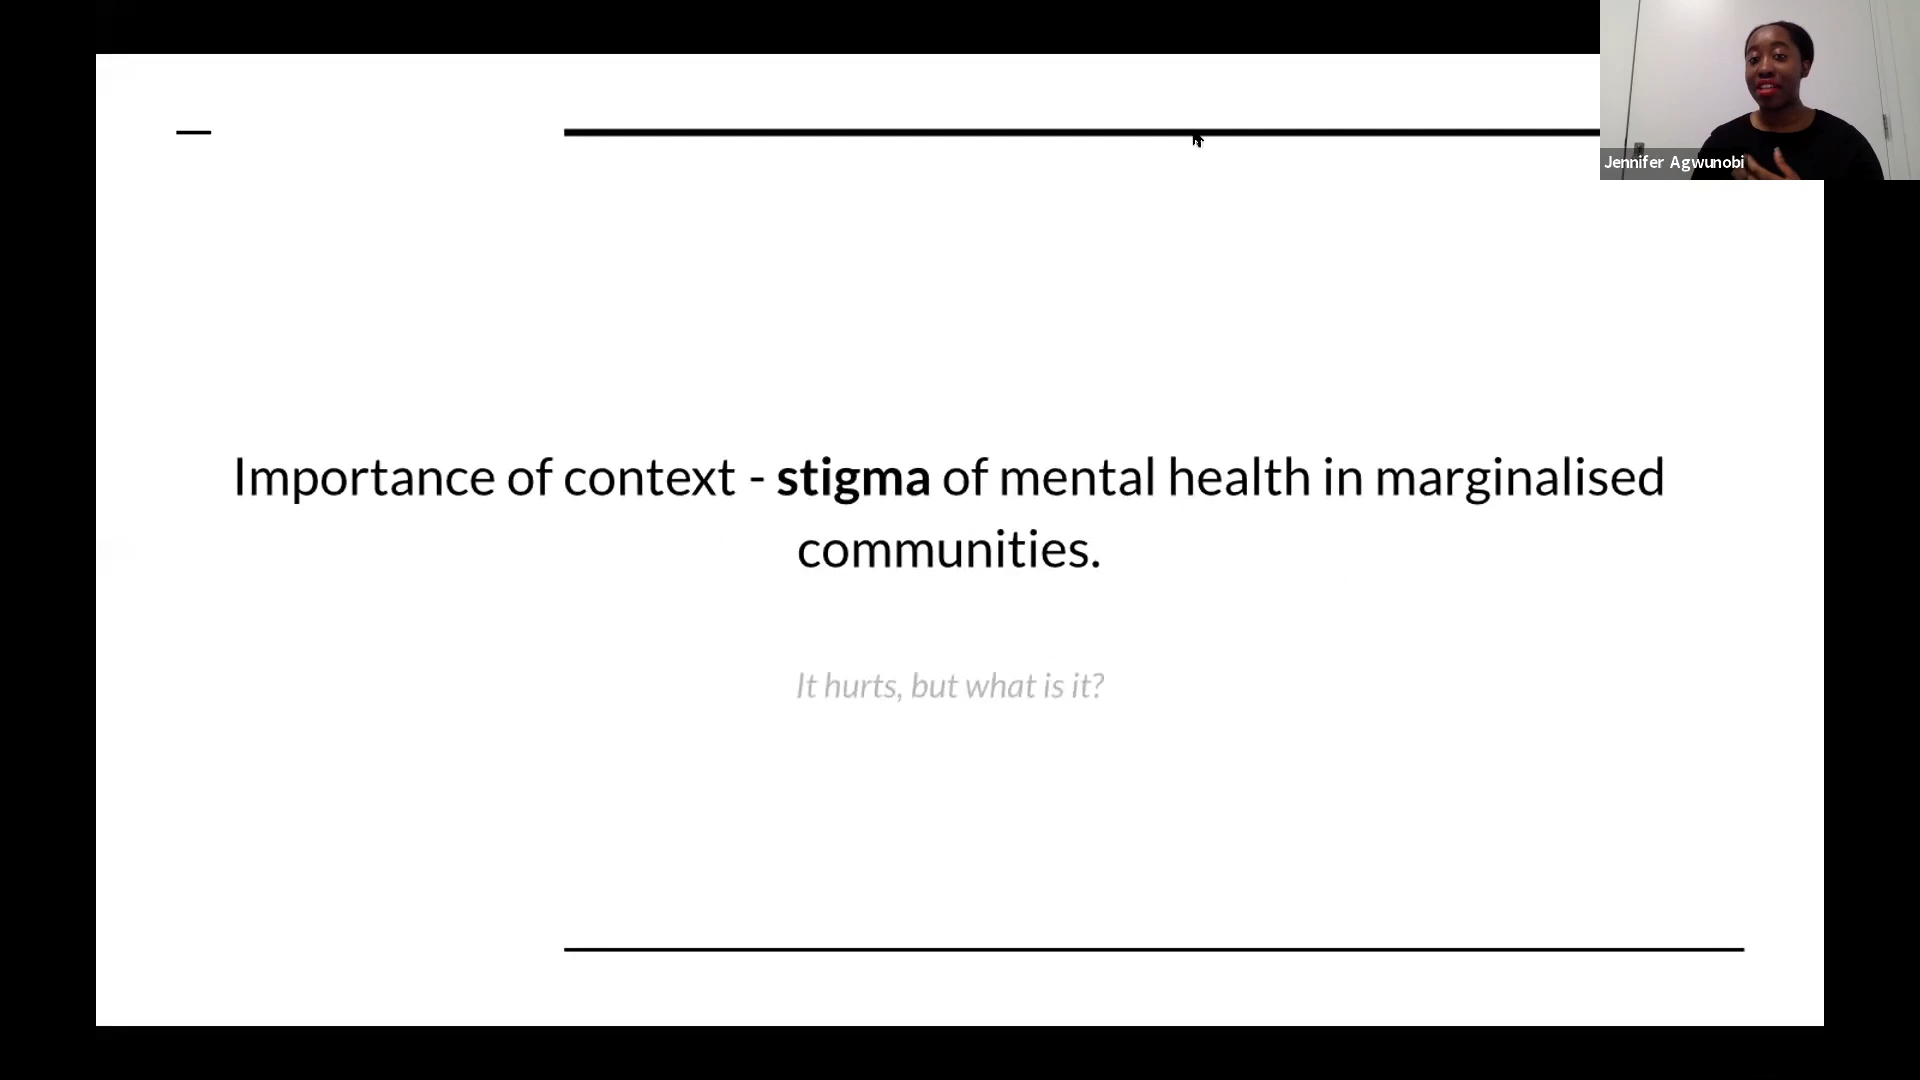 Jennifer Agwunobi
Importance of context - stigma of mental health in marginalised
communities.
It hurts, but what is it?